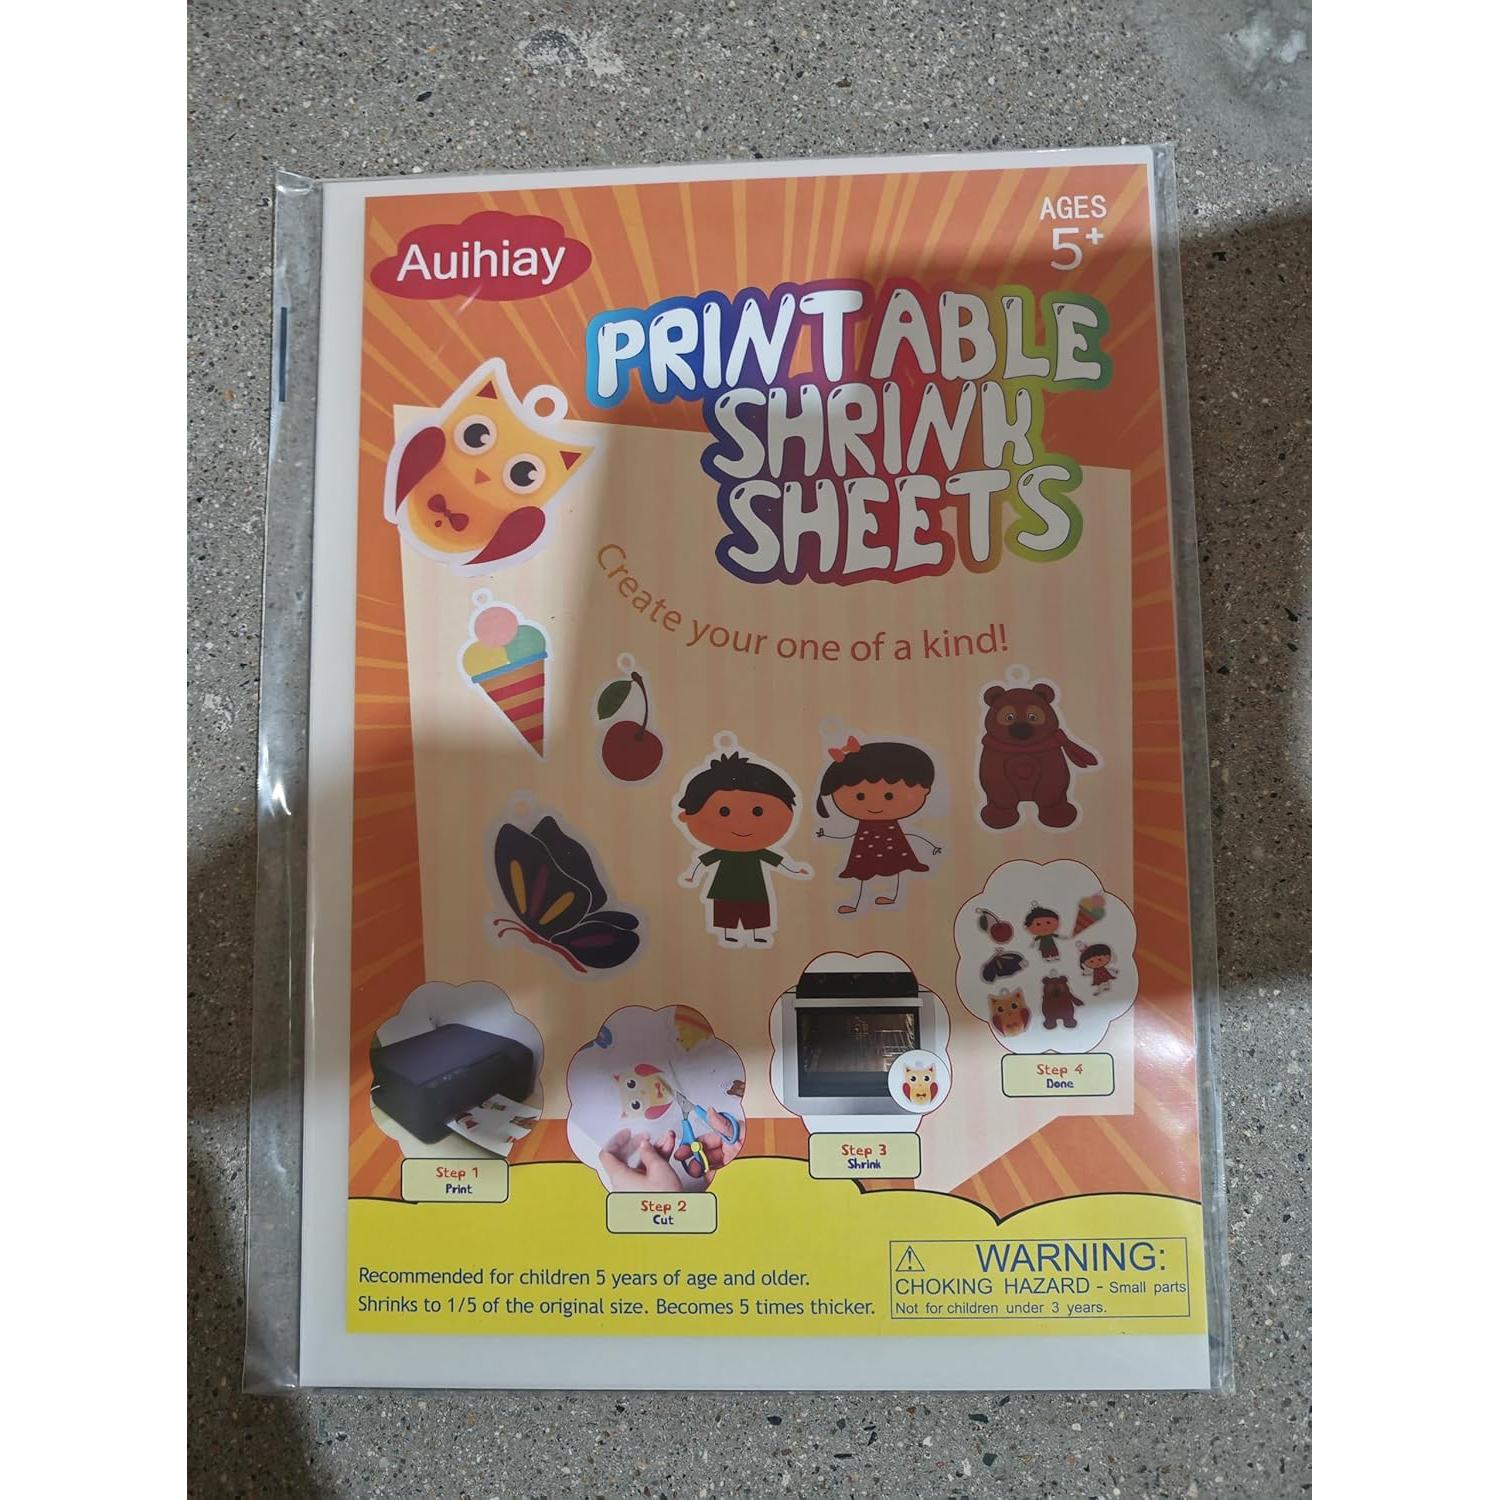 Auihiay
AGES
5+
PRINTABLE
SHRINK
SHEETS
Create your one of a kind!
Step 1
Print
Step 2
Cut
Step 3
Shrink
Step 4
Done
Recommended for children 5 years of age and older.
Shrinks to 1/5 of the original size. Becomes 5 times thicker.
WARNING:
CHOKING HAZARD - Small parts
Not for children under 3 years.